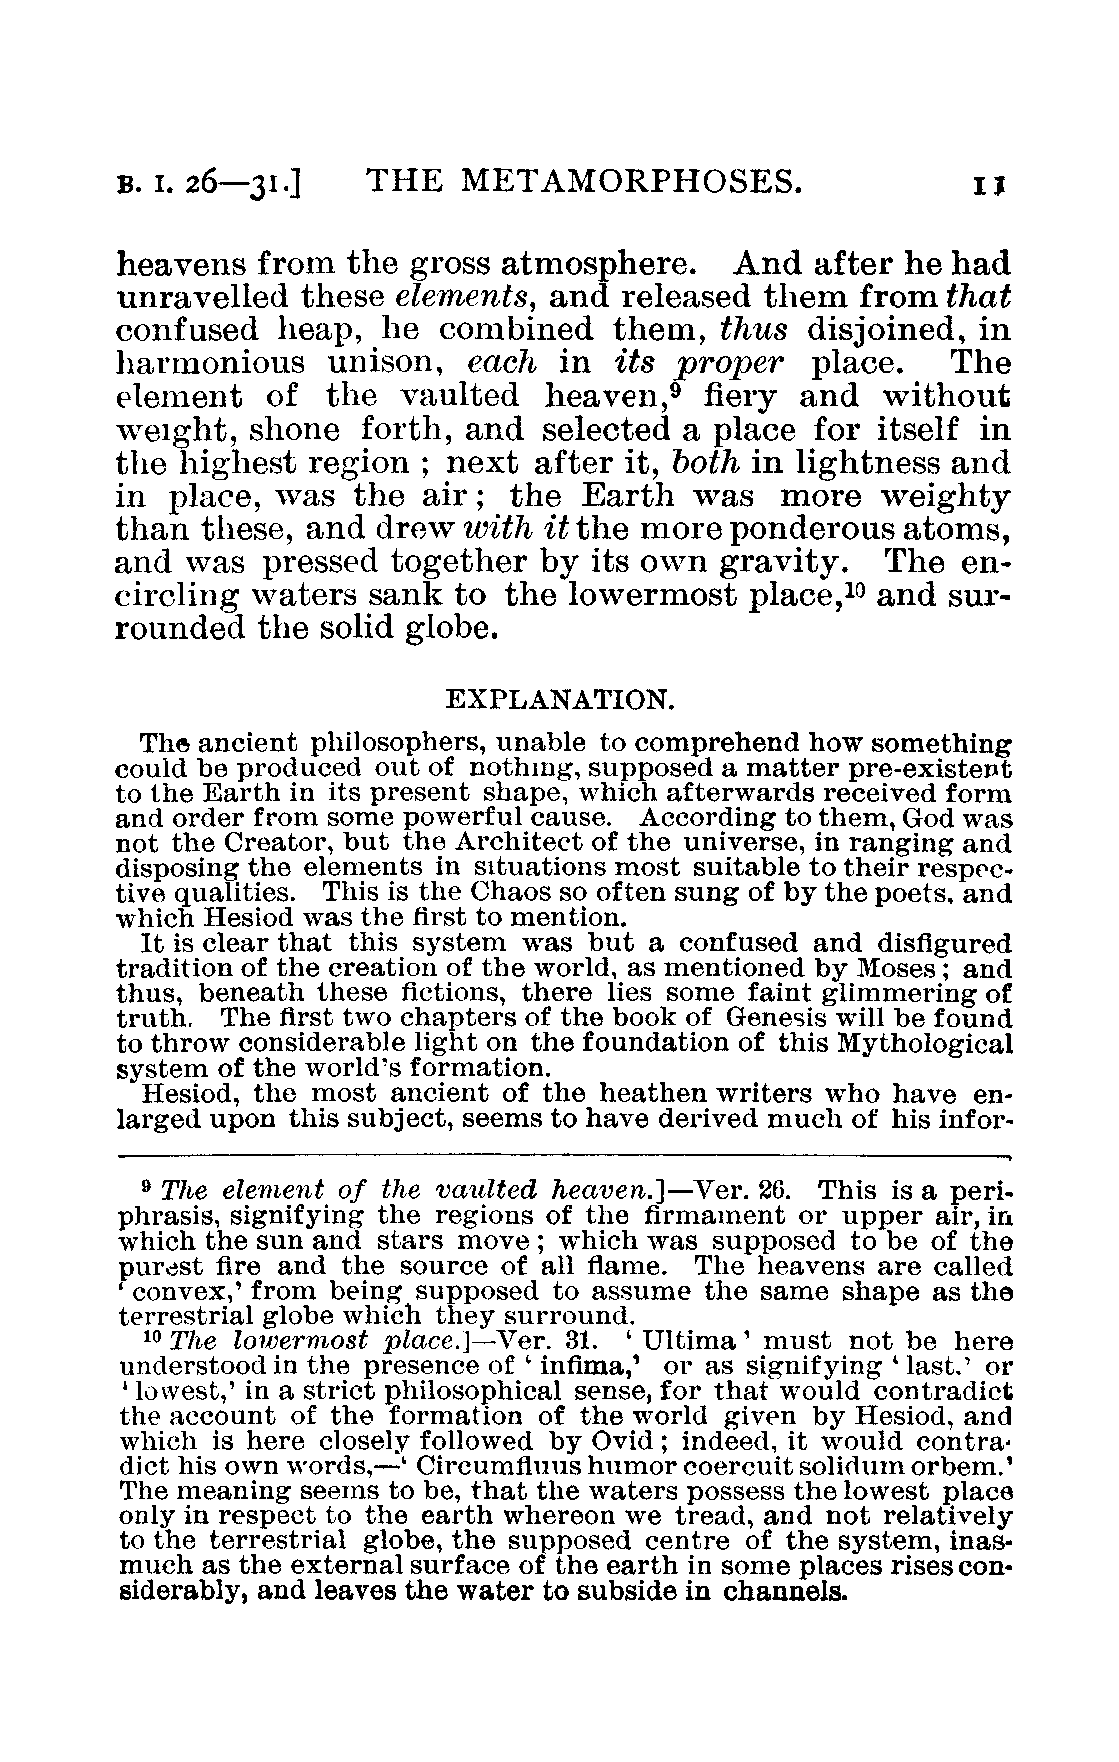 B. I. 26—31.] THE METAMORPHOSES. 11
heavens from the gross atmosphere. And after he had
unravelled these elements, and released them from that
confused heap, he combined them, thus disjoined, in
harmonious unison, each in its proper place. The
element of the vaulted heaven,⁹ fiery and without
weight, shone forth, and selected a place for itself in
the highest region ; next after it, both in lightness and
in place, was the air ; the Earth was more weighty
than these, and drew with it the more ponderous atoms,
and was pressed together by its own gravity. The en-
circling waters sank to the lowermost place,¹⁰ and sur-
rounded the solid globe.
EXPLANATION.
The ancient philosophers, unable to comprehend how something
could be produced out of nothing, supposed a matter pre-existent
to the Earth in its present shape, which afterwards received form
and order from some powerful cause. According to them, God was
not the Creator, but the Architect of the universe, in ranging and
disposing the elements in situations most suitable to their respec-
tive qualities. This is the Chaos so often sung of by the poets, and
which Hesiod was the first to mention.
It is clear that this system was but a confused and disfigured
tradition of the creation of the world, as mentioned by Moses ; and
thus, beneath these fictions, there lies some faint glimmering of
truth. The first two chapters of the book of Genesis will be found
to throw considerable light on the foundation of this Mythological
system of the world's formation.
Hesiod, the most ancient of the heathen writers who have en-
larged upon this subject, seems to have derived much of his infor-
⁹ The element of the vaulted heaven.]—Ver. 26. This is a peri-
phrasis, signifying the regions of the firmament or upper air, in
which the sun and stars move ; which was supposed to be of the
purest fire and the source of all flame. The heavens are called
‘ convex,’ from being supposed to assume the same shape as the
terrestrial globe which they surround.
¹⁰ The lowermost place.]—Ver. 31. ‘ Ultima ’ must not be here
understood in the presence of ‘ infima,’ or as signifying ‘ last.’ or
‘ lowest,’ in a strict philosophical sense, for that would contradict
the account of the formation of the world given by Hesiod, and
which is here closely followed by Ovid ; indeed, it would contra-
dict his own words,—‘ Circumfluus humor coercuit solidum orbem.’
The meaning seems to be, that the waters possess the lowest place
only in respect to the earth whereon we tread, and not relatively
to the terrestrial globe, the supposed centre of the system, inas-
much as the external surface of the earth in some places rises con-
siderably, and leaves the water to subside in channels.